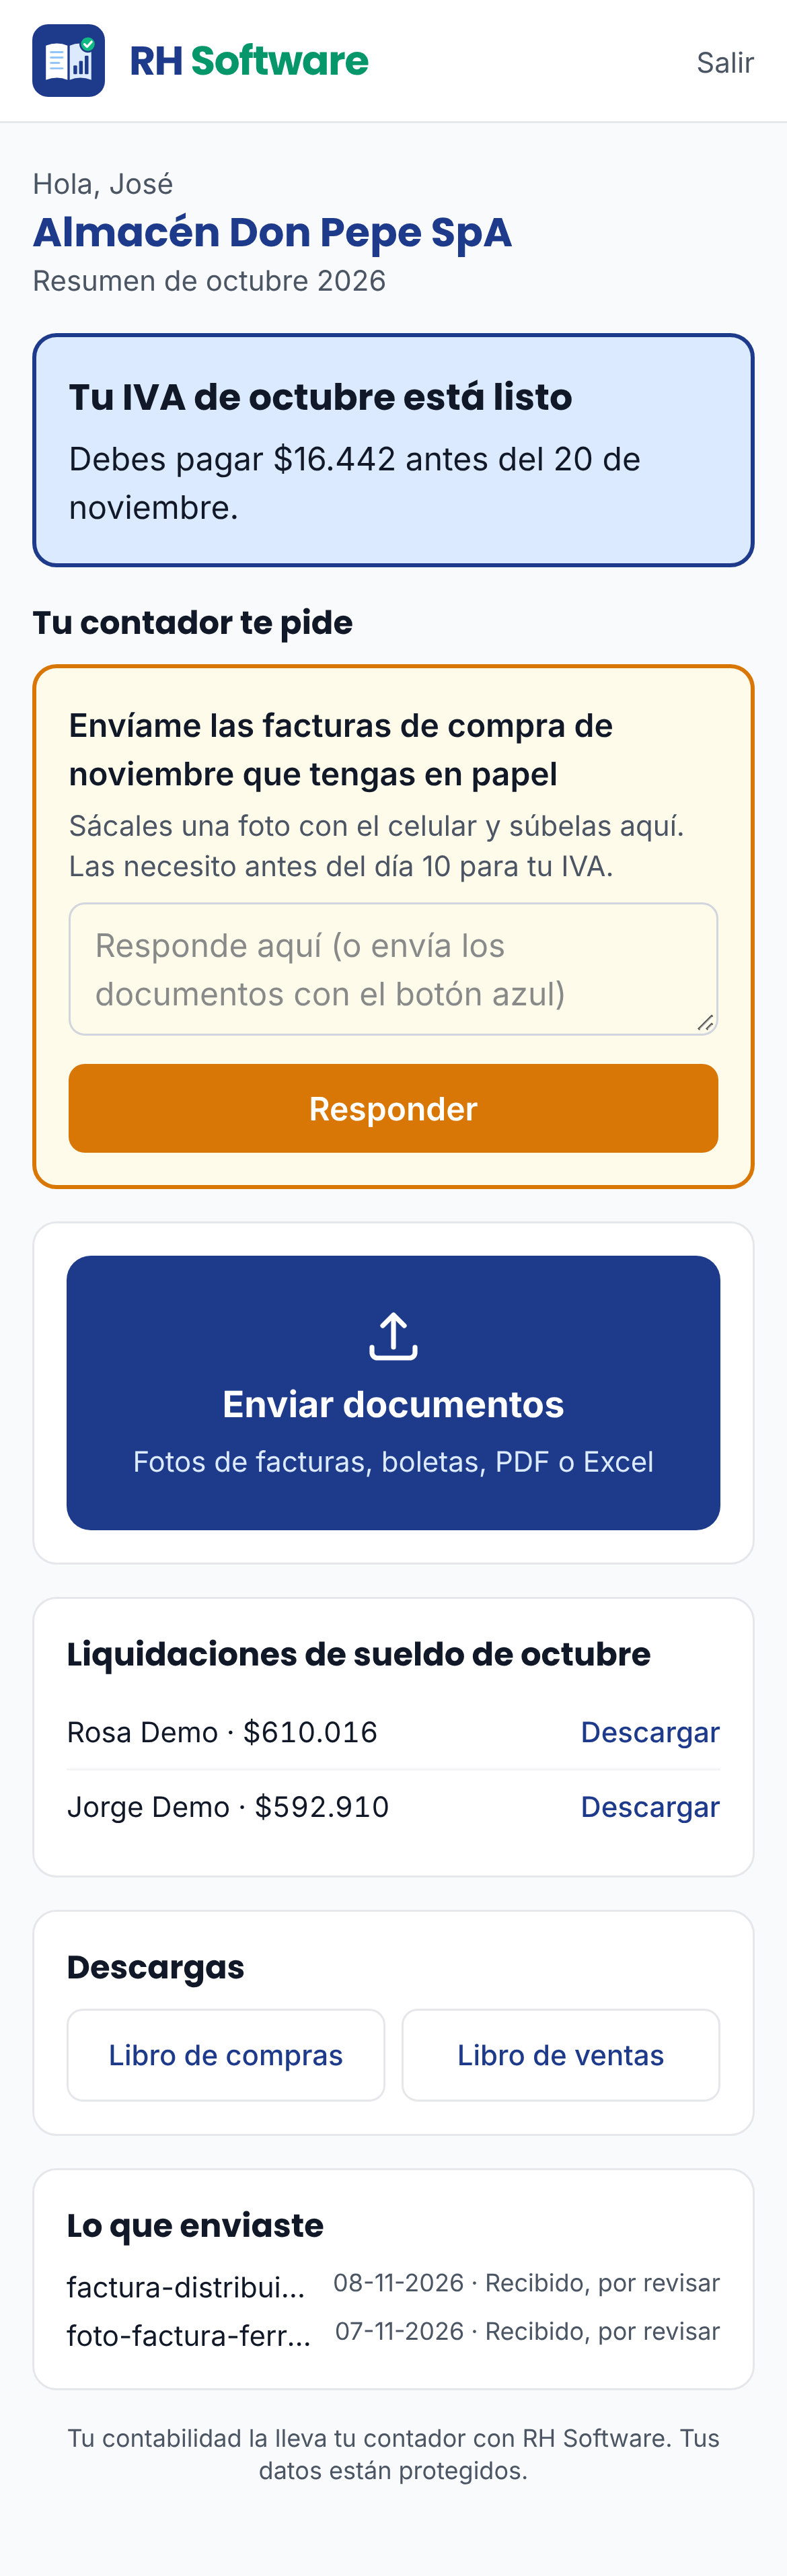 RH Software
Salir
Hola, José
Almacén Don Pepe SpA
Resumen de octubre 2026
Tu IVA de octubre está listo
Debes pagar $16.442 antes del 20 de
noviembre.
Tu contador te pide
Envíame las facturas de compra de
noviembre que tengas en papel
Sácales una foto con el celular y súbelas aquí.
Las necesito antes del día 10 para tu IVA.
Responde aquí (o envía los
documentos con el botón azul)
Responder
Enviar documentos
Fotos de facturas, boletas, PDF o Excel
Liquidaciones de sueldo de octubre
Rosa Demo · $610.016 Descargar
Jorge Demo · $592.910 Descargar
Descargas
Libro de compras Libro de ventas
Lo que enviaste
factura-distribui... 08-11-2026 · Recibido, por revisar
foto-factura-ferr... 07-11-2026 · Recibido, por revisar
Tu contabilidad la lleva tu contador con RH Software. Tus
datos están protegidos.